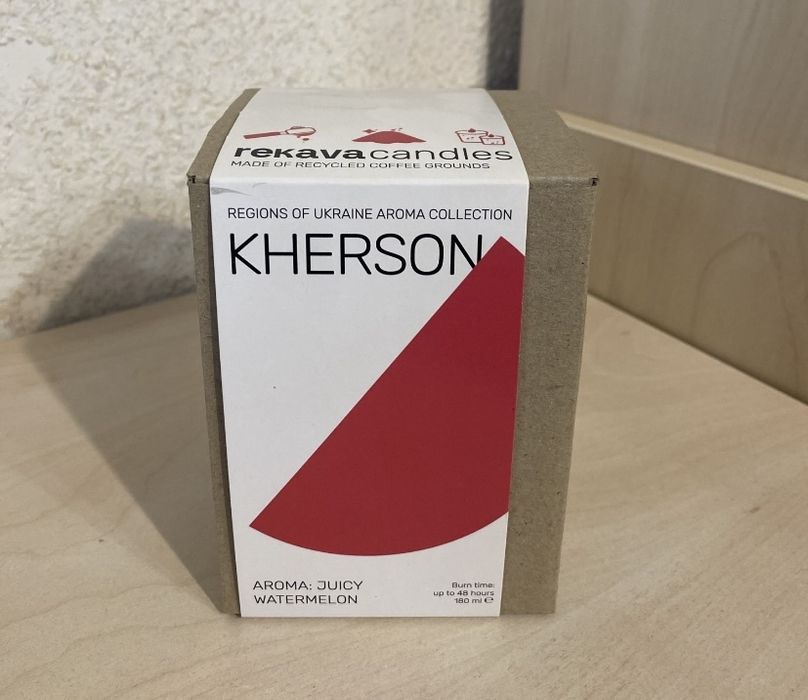 rекаvacandles
MADE OF RECYCLED COFFEE GROUNDS
REGIONS OF UKRAINE AROMA COLLECTION
KHERSON
AROMA: JUICY
WATERMELON
Burn time:
up to 48 hours
180 ml ℮